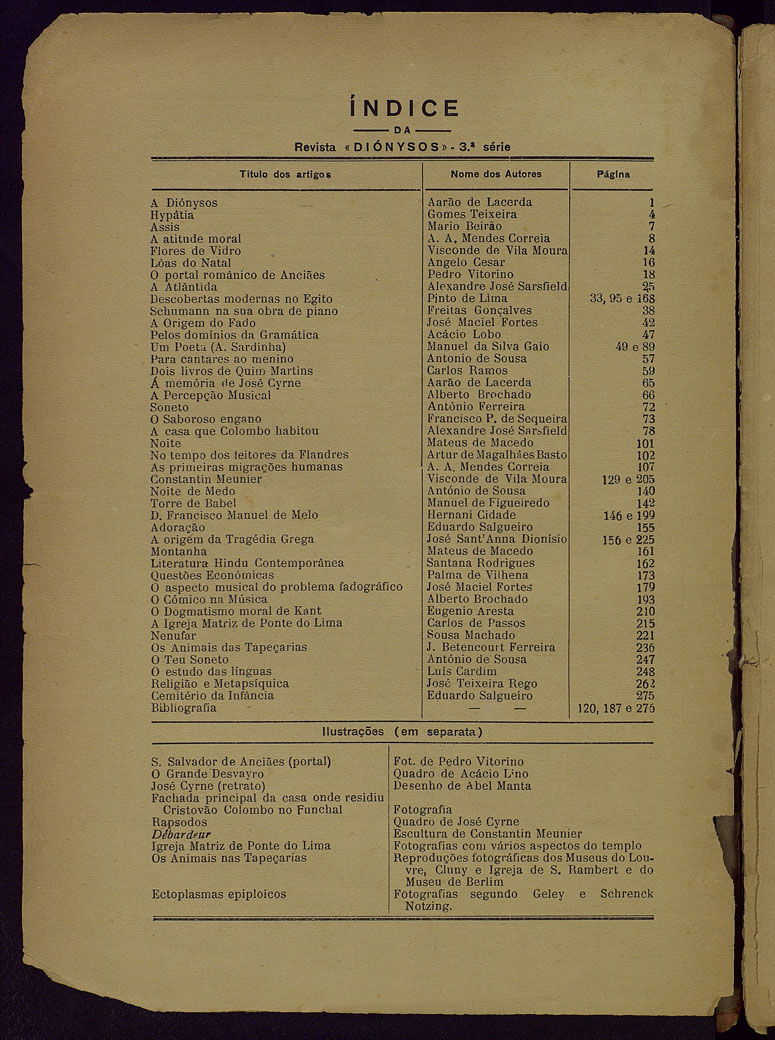 ÍNDICE
DA
Revista «DIÓNYSOS» - 3.ª série
Título dos artigos Nome dos Autores Página
A Diónysos Aarão de Lacerda 1
Hypátia Gomes Teixeira 4
Assis Mario Beirão 7
A atitude moral A. A. Mendes Correia 8
Flores de Vidro Visconde de Vila Moura 14
Lôas do Natal Angelo Cesar 16
O portal românico de Anciães Pedro Vitorino 18
A Atlântida Alexandre José Sarsfield 25
Descobertas modernas no Egito Pinto de Lima 33, 95 e 168
Schumann na sua obra de piano Freitas Gonçalves 38
A Origem do Fado José Maciel Fortes 42
Pelos dominios da Gramática Acácio Lobo 47
Um Poeta (A. Sardinha) Manuel da Silva Gaio 49 e 89
Para cantares ao menino Antonio de Sousa 57
Dois livros de Quim Martins Carlos Ramos 59
Á memória de José Cyrne Aarão de Lacerda 65
A Percepção Musical Alberto Brochado 66
Soneto António Ferreira 72
O Saboroso engano Francisco P. de Sequeira 73
A casa que Colombo habitou Alexandre José Sarsfield 78
Noite Mateus de Macedo 101
No tempo dos feitores da Flandres Artur de Magalhães Basto 102
As primeiras migrações humanas A. A. Mendes Correia 107
Constantin Meunier Visconde de Vila Moura 129 e 205
Noite de Medo António de Sousa 140
Torre de Babel Manuel de Figueiredo 142
D. Francisco Manuel de Melo Hernani Cidade 146 e 199
Adoração Eduardo Salgueiro 155
A origem da Tragédia Grega José Sant'Anna Dionísio 156 e 225
Montanha Mateus de Macedo 161
Literatura Hindu Contemporânea Santana Rodrigues 162
Questões Económicas Palma de Vilhena 173
O aspecto musical do problema fadográfico José Maciel Fortes 179
O Cómico na Música Alberto Brochado 193
O Dogmatismo moral de Kant Eugenio Aresta 210
A Igreja Matriz de Ponte do Lima Carlos de Passos 215
Nenufar Sousa Machado 221
Os Animais das Tapeçarias J. Betencourt Ferreira 236
O Teu Soneto António de Sousa 247
O estudo das línguas Luís Cardim 248
Religião e Metapsíquica José Teixeira Rego 262
Cemitério da Infância Eduardo Salgueiro 275
Bibliografia — — 120, 187 e 276
Ilustrações (em separata)
S. Salvador de Anciães (portal) Fot. de Pedro Vitorino
O Grande Desvayro Quadro de Acácio Lino
José Cyrne (retrato) Desenho de Abel Manta
Fachada principal da casa onde residiu
Cristovão Colombo no Funchal Fotografia
Rapsodos Quadro de José Cyrne
Débardeur Escultura de Constantin Meunier
Igreja Matriz de Ponte do Lima Fotografias com vários aspectos do templo
Os Animais nas Tapeçarias Reproduções fotográficas dos Museus do Lou-
vre, Cluny e Igreja de S. Rambert e do
Museu de Berlim
Ectoplasmas epiploicos Fotografias segundo Geley e Schrenck
Notzing.